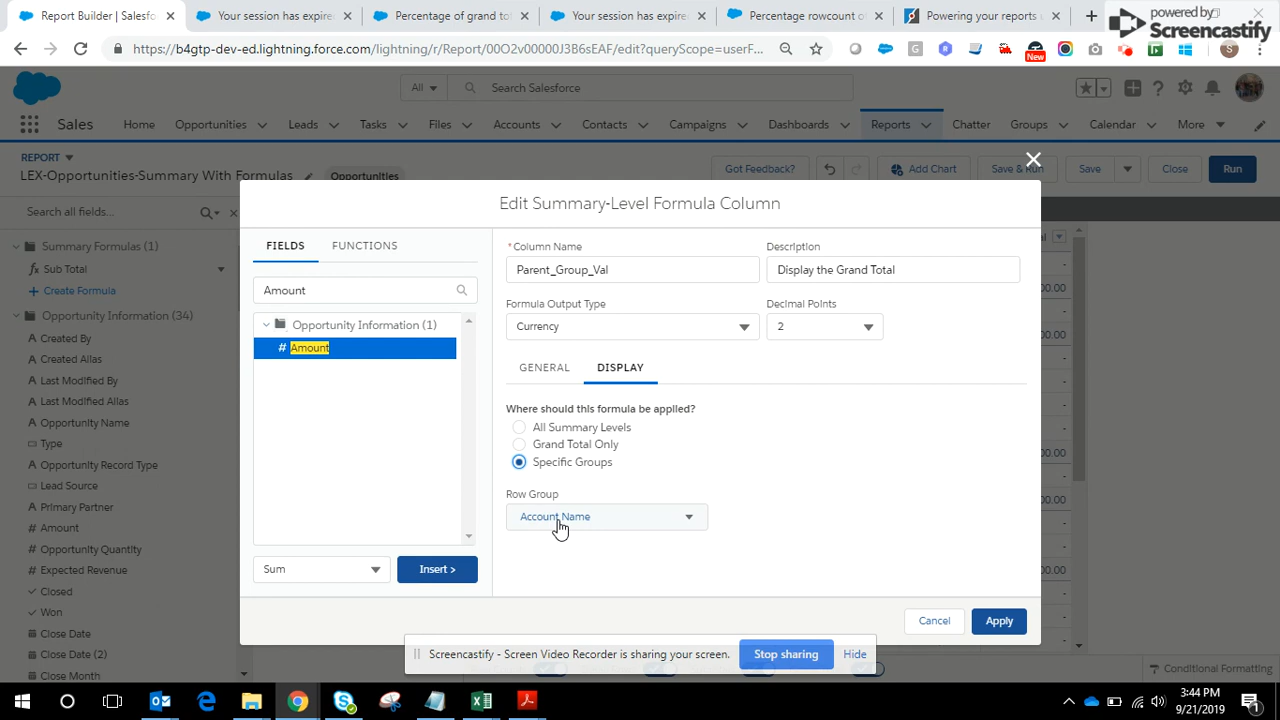 Report Builder | Salesfo
Your session has expire
Percentage of grand to
Your session has expire
Percentage rowcount o
Powering your reports
powered by
Screencastify
https://b4gtp-dev-ed.lightning.force.com/lightning/r/Report/00O2v00000J3B6sEAF/edit?queryScope=userF...
New
All
Search Salesforce
Sales
Home
Opportunities
Leads
Tasks
Files
Accounts
Contacts
Campaigns
Dashboards
Reports
Chatter
Groups
Calendar
More
REPORT
LEX-Opportunities-Summary With Formulas
Opportunities
Got Feedback?
Add Chart
Save & Run
Save
Close
Run
Search all fields...
Summary Formulas (1)
fx Sub Total
+ Create Formula
Opportunity Information (34)
A Created By
A Created Alias
A Last Modified By
A Last Modified Alias
A Opportunity Name
Type
A Opportunity Record Type
Lead Source
A Primary Partner
# Amount
# Opportunity Quantity
# Expected Revenue
Closed
Won
Close Date
Close Date (2)
Close Month
Edit Summary-Level Formula Column
FIELDS
FUNCTIONS
Amount
Opportunity Information (1)
# Amount
Sum
Insert >
* Column Name
Description
Parent_Group_Val
Display the Grand Total
Formula Output Type
Decimal Points
Currency
2
GENERAL
DISPLAY
Where should this formula be applied?
All Summary Levels
Grand Total Only
Specific Groups
Row Group
Account Name
Cancel
Apply
Screencastify - Screen Video Recorder is sharing your screen.
Stop sharing
Hide
Conditional Formatting
3:44 PM
9/21/2019